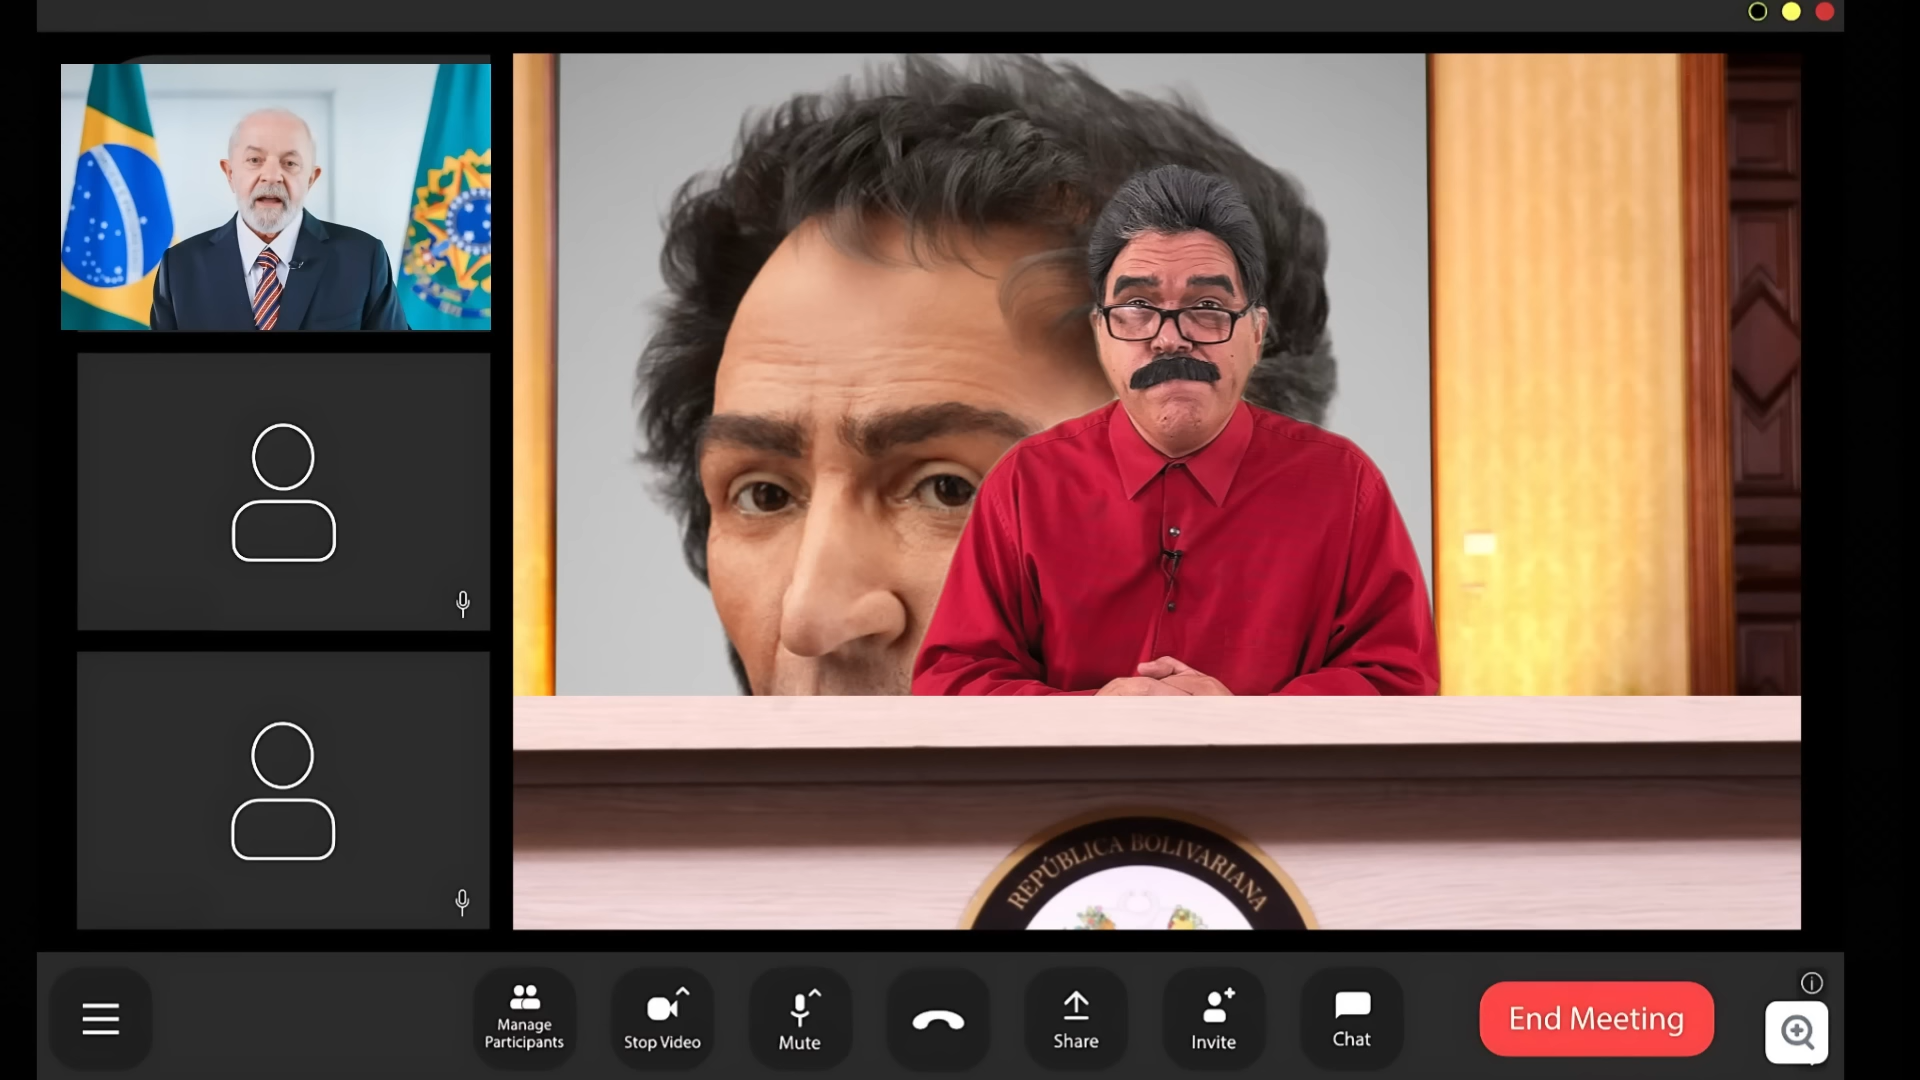 REPÚBLICA BOLIVARIANA
Manage
Participants
Stop Video
Mute
Share
Invite
Chat
End Meeting